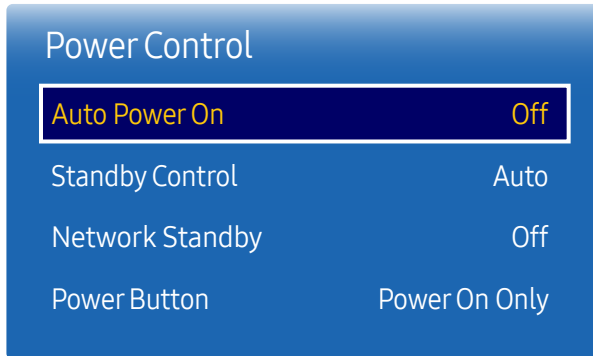 Power Control
Auto Power On Off
Standby Control Auto
Network Standby Off
Power Button Power On Only